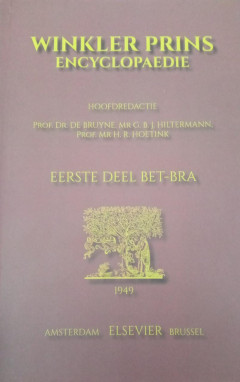 WINKLER PRINS
ENCYCLOPAEDIE
HOOFDREDACTIE
PROF. DR. DE BRUYNE, MR G. B. J. HILTERMANN,
PROF. MR H. R. HOETINK
EERSTE DEEL BET-BRA
1949
AMSTERDAM ELSEVIER BRUSSEL